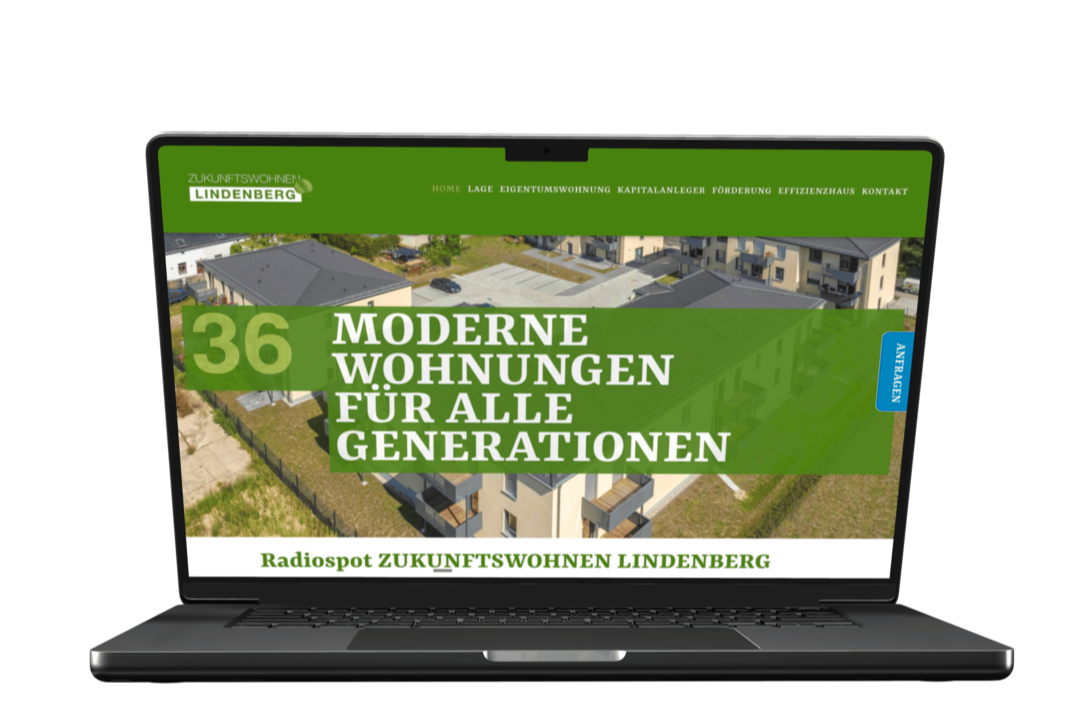 ZUKUNFTSWOHNEN
LINDENBERG
HOME LAGE EIGENTUMSWOHNUNG KAPITALANLEGER FÖRDERUNG EFFIZIENZHAUS KONTAKT
36 MODERNE
WOHNUNGEN
FÜR ALLE
GENERATIONEN
ANFRAGEN
Radiospot ZUKUNFTSWOHNEN LINDENBERG